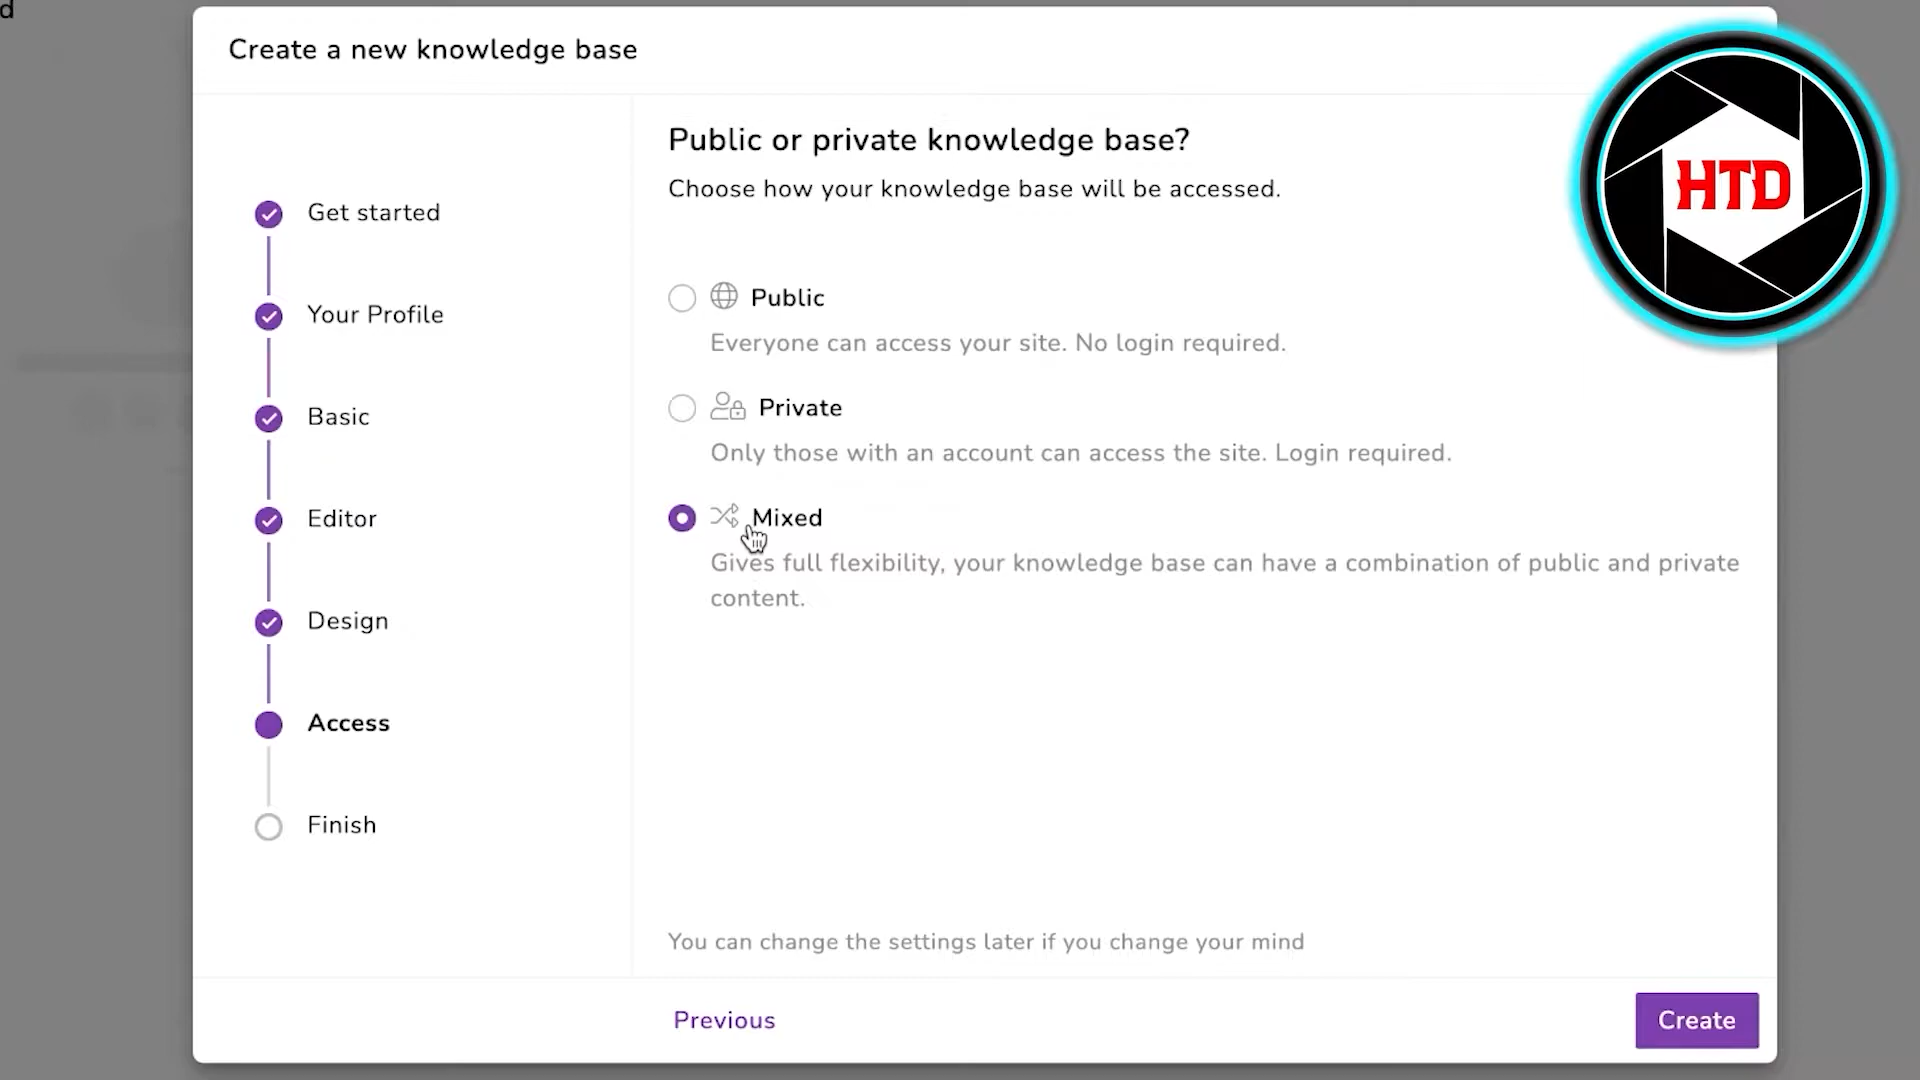 d
Create a new knowledge base
HTD
Get started
Your Profile
Basic
Editor
Design
Access
Finish
Public or private knowledge base?
Choose how your knowledge base will be accessed.
Public
Everyone can access your site. No login required.
Private
Only those with an account can access the site. Login required.
Mixed
Gives full flexibility, your knowledge base can have a combination of public and private
content.
You can change the settings later if you change your mind
Previous
Create